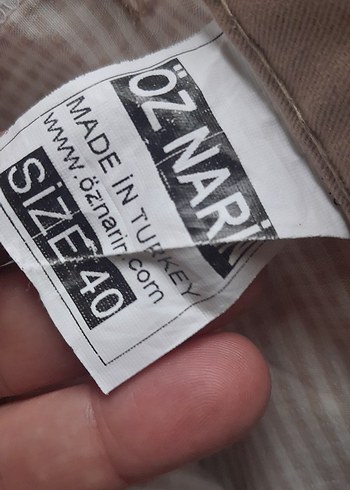 ÖZ NARİN
MADE İN TURKEY
www.öznarin.com
SİZE 40